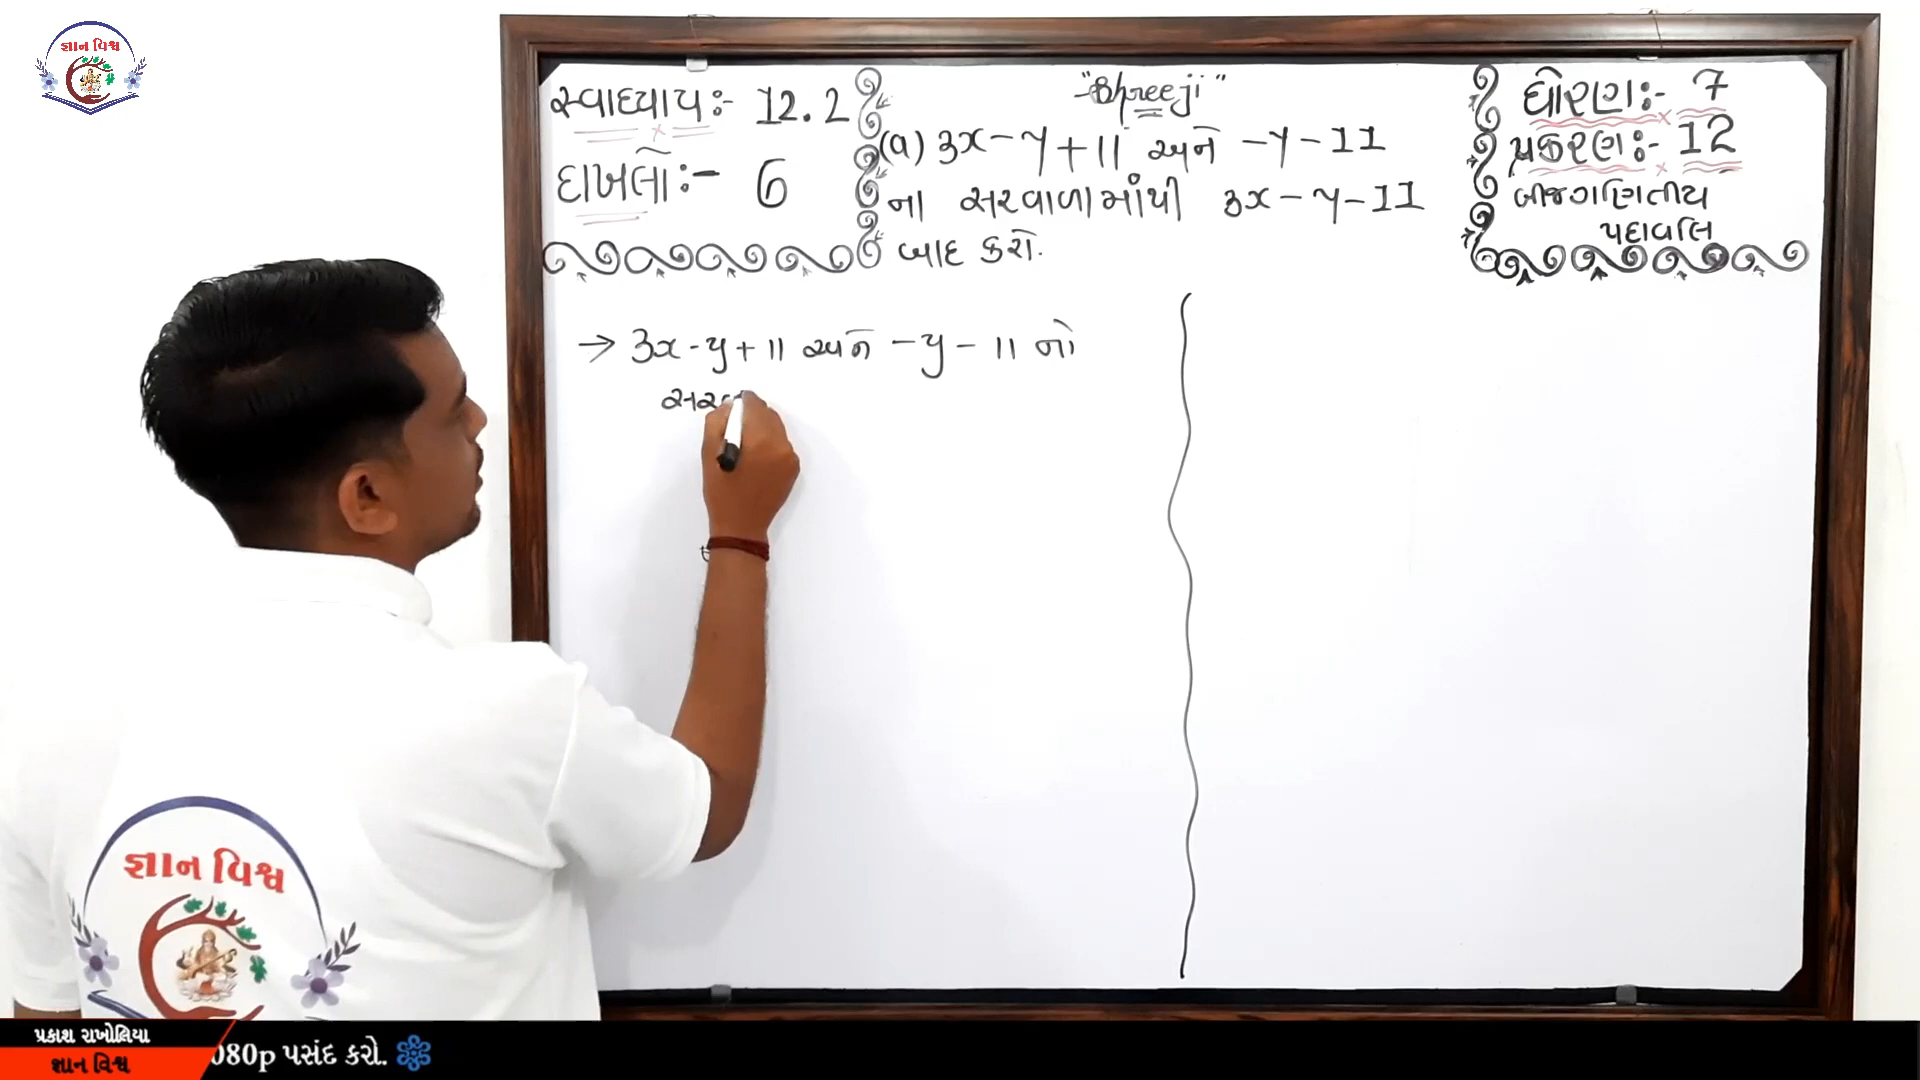 જ્ઞાન વિશ્વ
સ્વાધ્યાય:- 12.2
દાખલો:- 6
"Shreeji"
(a) 3x-y+11 અને -y-11
ના સરવાળામાંથી 3x-y-11
બાદ કરો.
ધોરણ:- 7
પ્રકરણ:- 12
બીજગણિતીય
પદાવલિ
→ 3x-y+11 અને -y-11 નો
સરવ
જ્ઞાન વિશ્વ
પ્રકાશ રાખોલિયા
જ્ઞાન વિશ્વ
080p પસંદ કરો.